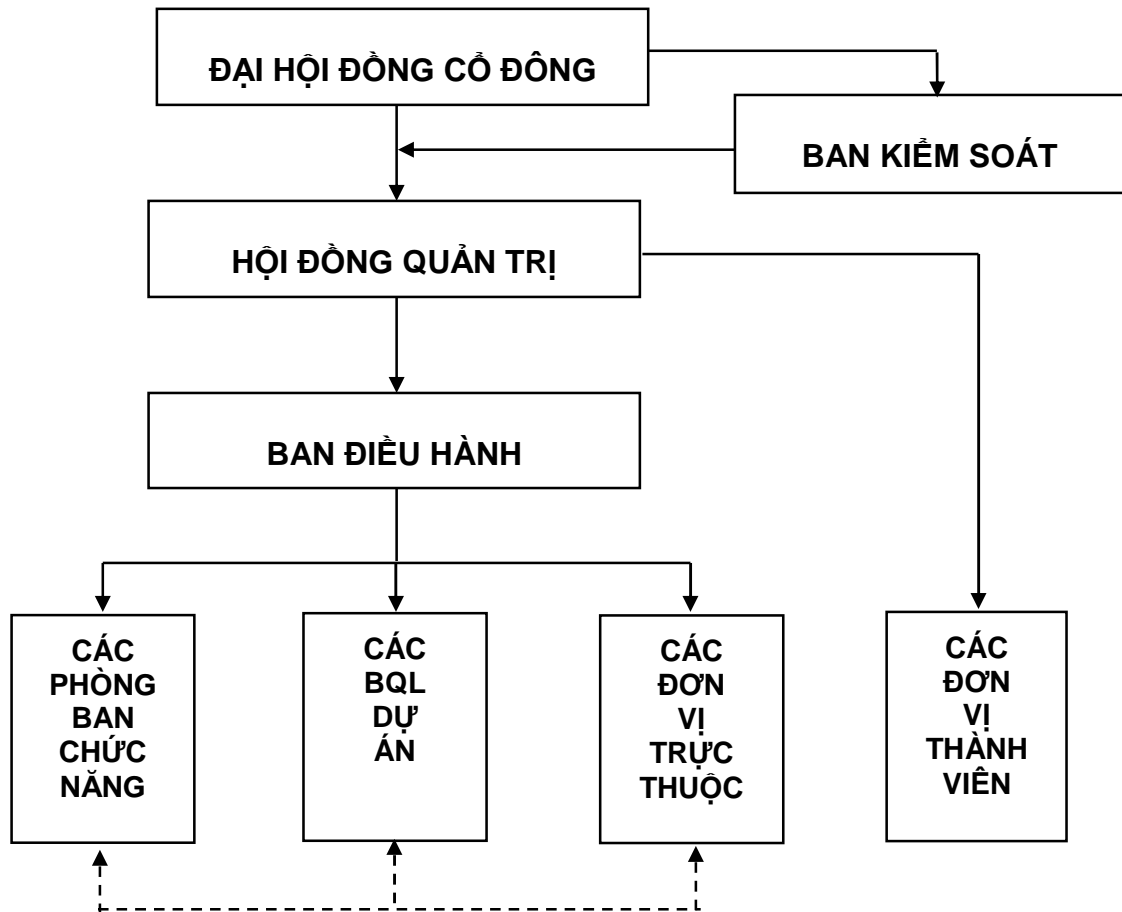 ĐẠI HỘI ĐỒNG CỔ ĐÔNG
BAN KIỂM SOÁT
HỘI ĐỒNG QUẢN TRỊ
BAN ĐIỀU HÀNH
CÁC
PHÒNG
BAN
CHỨC
NĂNG
CÁC
BQL
DỰ
ÁN
CÁC
ĐƠN
VỊ
TRỰC
THUỘC
CÁC
ĐƠN
VỊ
THÀNH
VIÊN